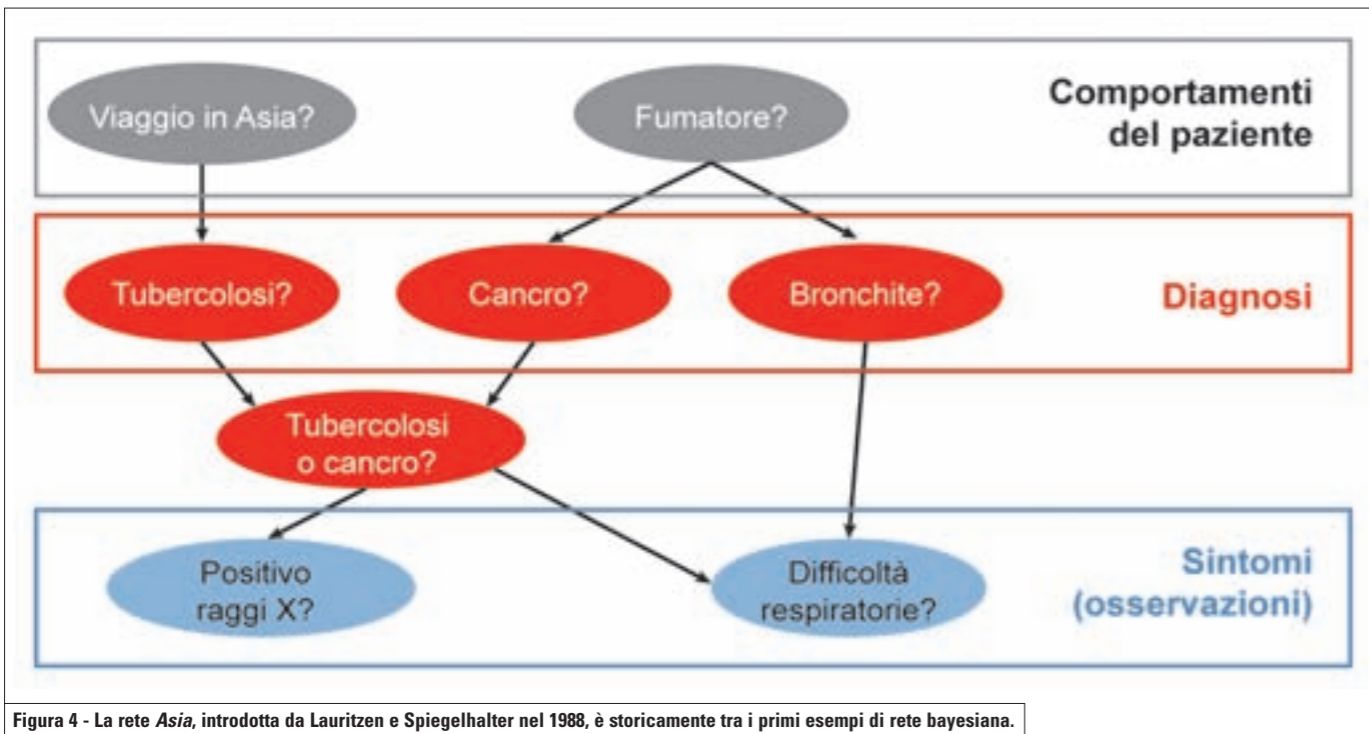 Viaggio in Asia?
Fumatore?
Comportamenti
del paziente
Tubercolosi?
Cancro?
Bronchite?
Diagnosi
Tubercolosi
o cancro?
Positivo
raggi X?
Difficoltà
respiratorie?
Sintomi
(osservazioni)
Figura 4 - La rete Asia, introdotta da Lauritzen e Spiegelhalter nel 1988, è storicamente tra i primi esempi di rete bayesiana.